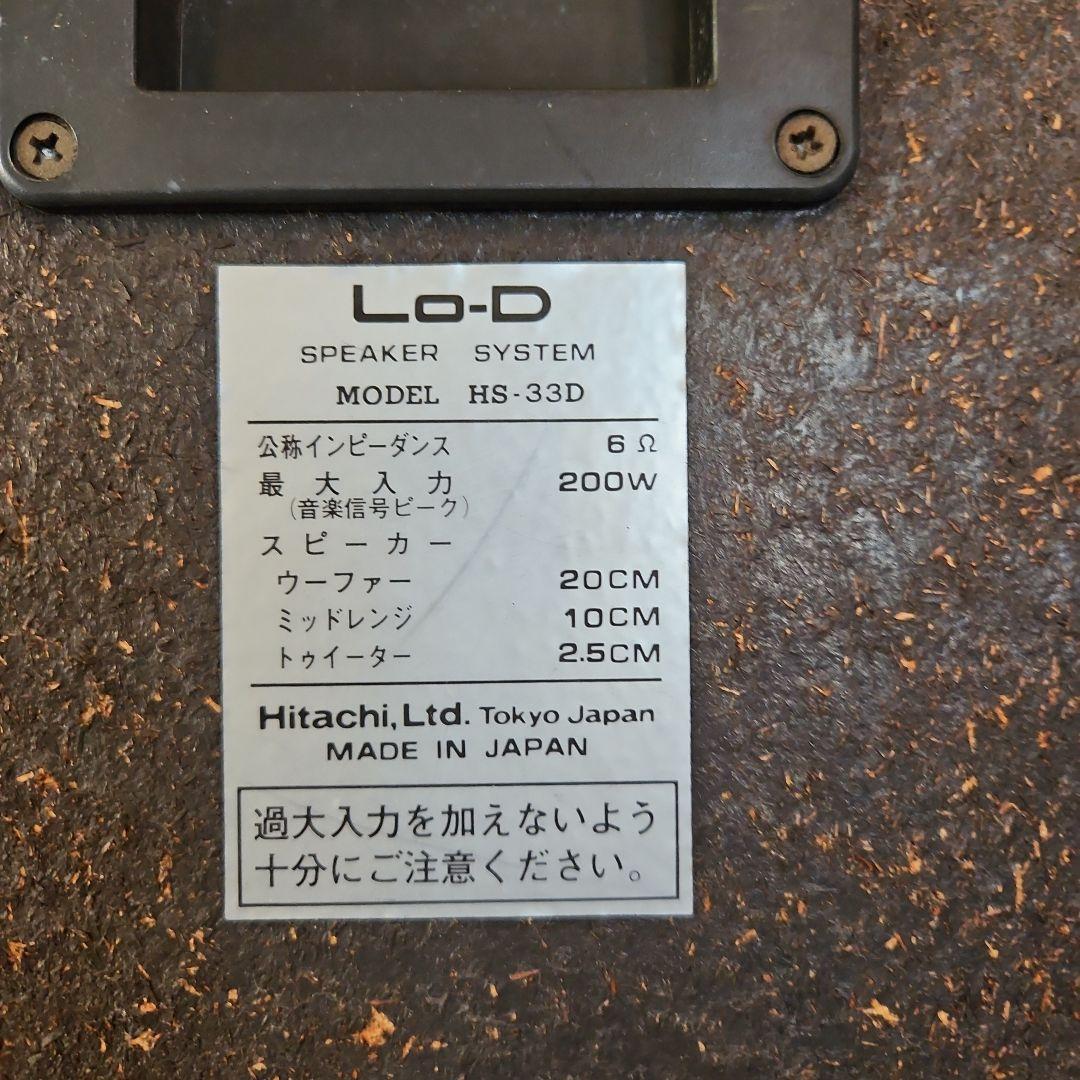 Lo-D
SPEAKER SYSTEM
MODEL HS-33D
公称インピーダンス 6Ω
最大入力 200W
(音楽信号ピーク)
スピーカー
ウーファー 20CM
ミッドレンジ 10CM
トゥイーター 2.5CM
Hitachi,Ltd. Tokyo Japan
MADE IN JAPAN
過大入力を加えないよう
十分にご注意ください。